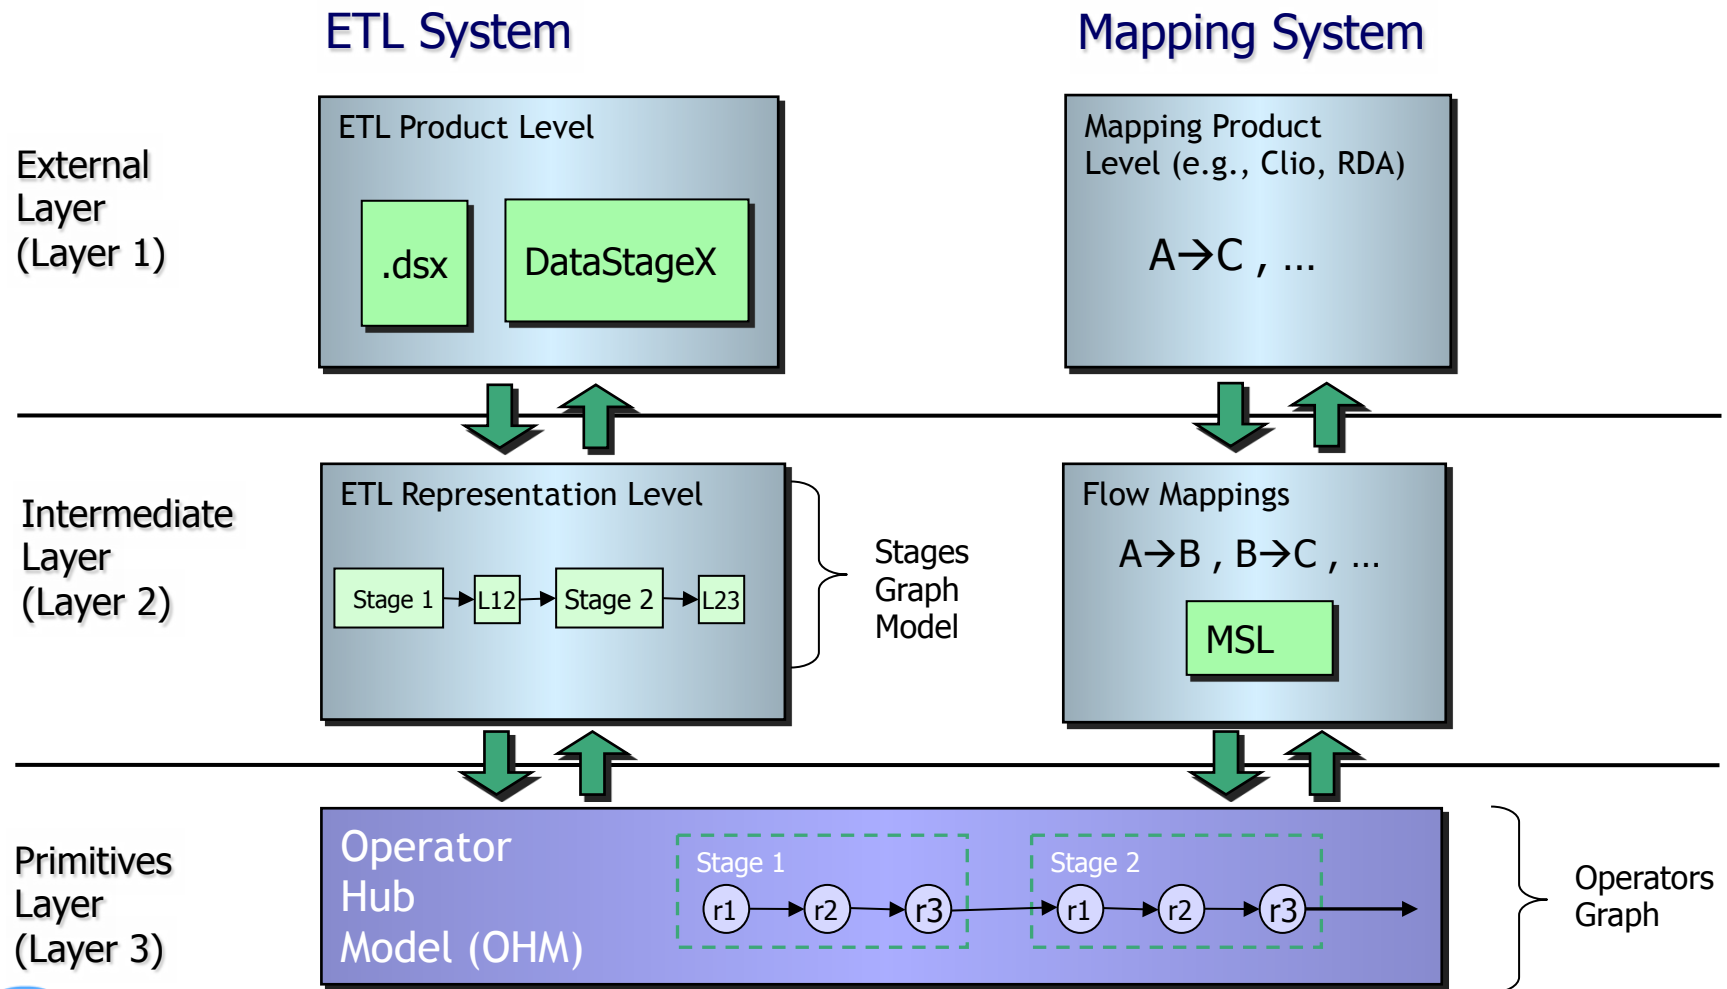 ETL System
Mapping System
External
Layer
(Layer 1)
ETL Product Level
.dsx
DataStageX
Mapping Product
Level (e.g., Clio, RDA)
A→C , ...
Intermediate
Layer
(Layer 2)
ETL Representation Level
Stage 1
L12
Stage 2
L23
Stages
Graph
Model
Flow Mappings
A→B , B→C , ...
MSL
Primitives
Layer
(Layer 3)
Operator
Hub
Model (OHM)
Stage 1
r1
r2
r3
Stage 2
r1
r2
r3
Operators
Graph